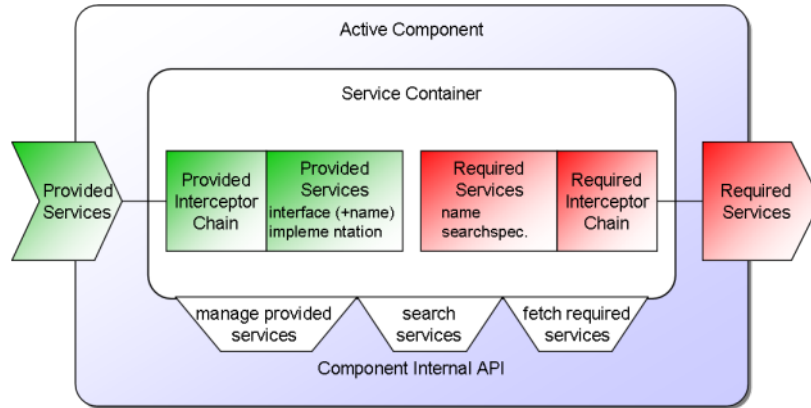 Active Component
Service Container
Provided
Services
Provided
Interceptor
Chain
Provided
Services
interface (+name)
impleme ntation
Required
Services
name
searchspec.
Required
Interceptor
Chain
Required
Services
manage provided
services
search
services
fetch required
services
Component Internal API